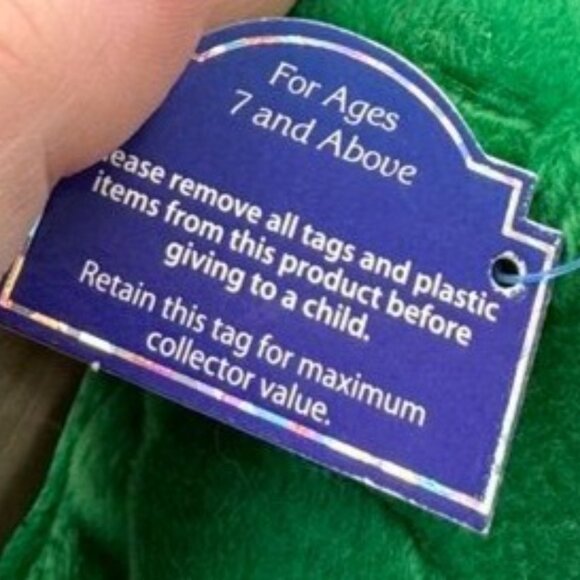 For Ages
7 and Above
ease remove all tags and plastic
items from this product before
giving to a child.
Retain this tag for maximum
collector value.